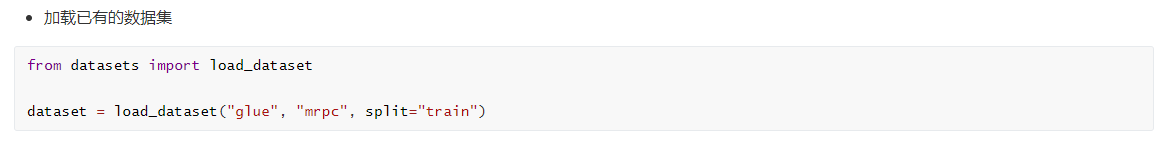 加载已有的数据集
from datasets import load_dataset
dataset = load_dataset("glue", "mrpc", split="train")